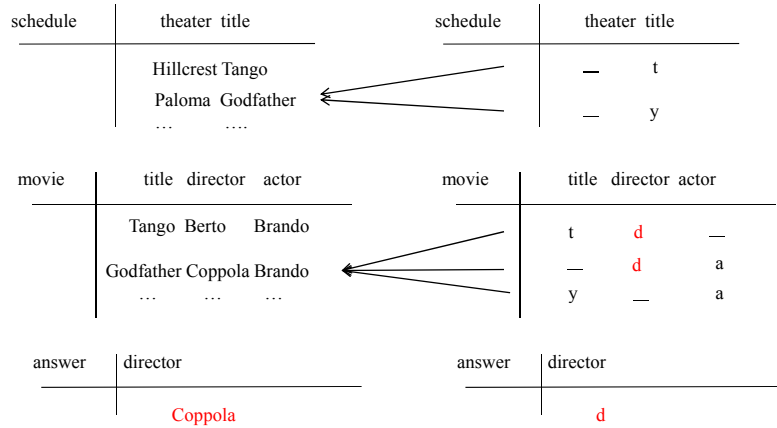 schedule theater title schedule theater title
Hillcrest Tango — t
Paloma Godfather — y
... ....
movie title director actor movie title director actor
Tango Berto Brando t d —
Godfather Coppola Brando — d a
... ... ... y — a
answer director answer director
Coppola d